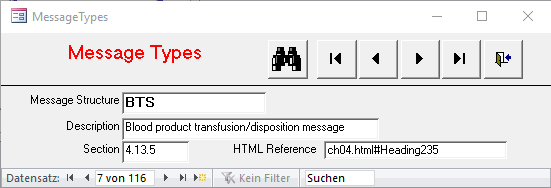 MessageTypes
Message Types
Message Structure BTS
Description Blood product transfusion/disposition message
Section 4.13.5 HTML Reference ch04.html#Heading235
Datensatz: 7 von 116 Kein Filter Suchen